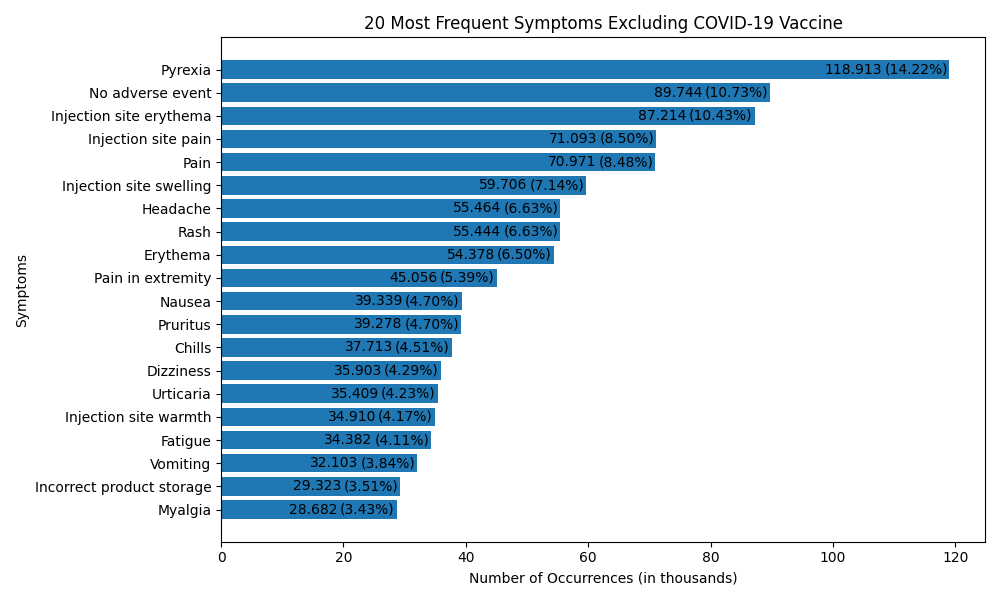 20 Most Frequent Symptoms Excluding COVID-19 Vaccine
Symptoms
Pyrexia 118.913 (14.22%)
No adverse event 89.744 (10.73%)
Injection site erythema 87.214 (10.43%)
Injection site pain 71.093 (8.50%)
Pain 70.971 (8.48%)
Injection site swelling 59.706 (7.14%)
Headache 55.464 (6.63%)
Rash 55.444 (6.63%)
Erythema 54.378 (6.50%)
Pain in extremity 45.056 (5.39%)
Nausea 39.339 (4.70%)
Pruritus 39.278 (4.70%)
Chills 37.713 (4.51%)
Dizziness 35.903 (4.29%)
Urticaria 35.409 (4.23%)
Injection site warmth 34.910 (4.17%)
Fatigue 34.382 (4.11%)
Vomiting 32.103 (3.84%)
Incorrect product storage 29.323 (3.51%)
Myalgia 28.682 (3.43%)
0 20 40 60 80 100 120
Number of Occurrences (in thousands)